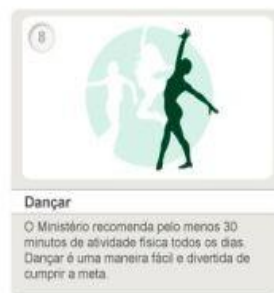 8
Dançar
O Ministério recomenda pelo menos 30
minutos de atividade física todos os dias.
Dançar é uma maneira fácil e divertida de
cumprir a meta.